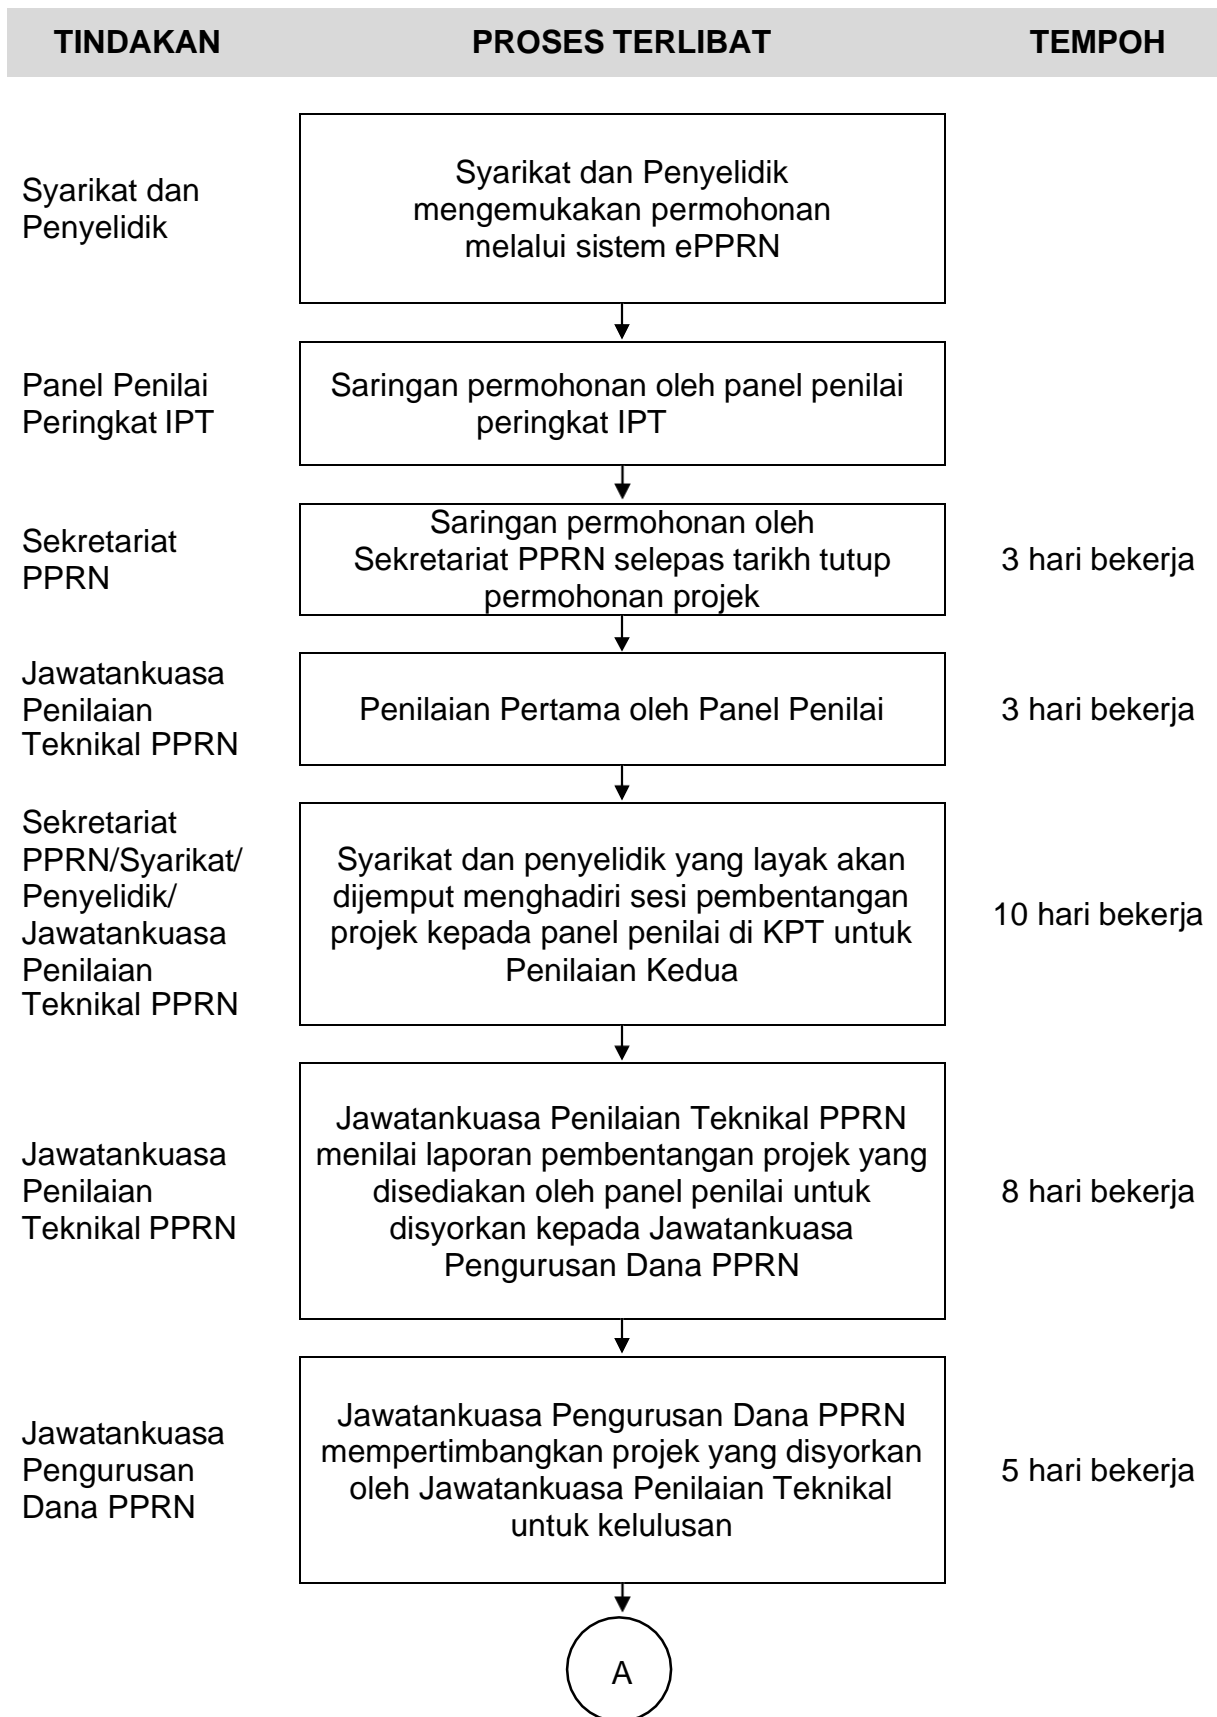 TINDAKAN PROSES TERLIBAT TEMPOH
Syarikat dan
Penyelidik
Syarikat dan Penyelidik
mengemukakan permohonan
melalui sistem ePPRN
Panel Penilai
Peringkat IPT
Saringan permohonan oleh panel penilai
peringkat IPT
Sekretariat
PPRN
Saringan permohonan oleh
Sekretariat PPRN selepas tarikh tutup
permohonan projek
3 hari bekerja
Jawatankuasa
Penilaian
Teknikal PPRN
Penilaian Pertama oleh Panel Penilai
3 hari bekerja
Sekretariat
PPRN/Syarikat/
Penyelidik/
Jawatankuasa
Penilaian
Teknikal PPRN
Syarikat dan penyelidik yang layak akan
dijemput menghadiri sesi pembentangan
projek kepada panel penilai di KPT untuk
Penilaian Kedua
10 hari bekerja
Jawatankuasa
Penilaian
Teknikal PPRN
Jawatankuasa Penilaian Teknikal PPRN
menilai laporan pembentangan projek yang
disediakan oleh panel penilai untuk
disyorkan kepada Jawatankuasa
Pengurusan Dana PPRN
8 hari bekerja
Jawatankuasa
Pengurusan
Dana PPRN
Jawatankuasa Pengurusan Dana PPRN
mempertimbangkan projek yang disyorkan
oleh Jawatankuasa Penilaian Teknikal
untuk kelulusan
5 hari bekerja
A